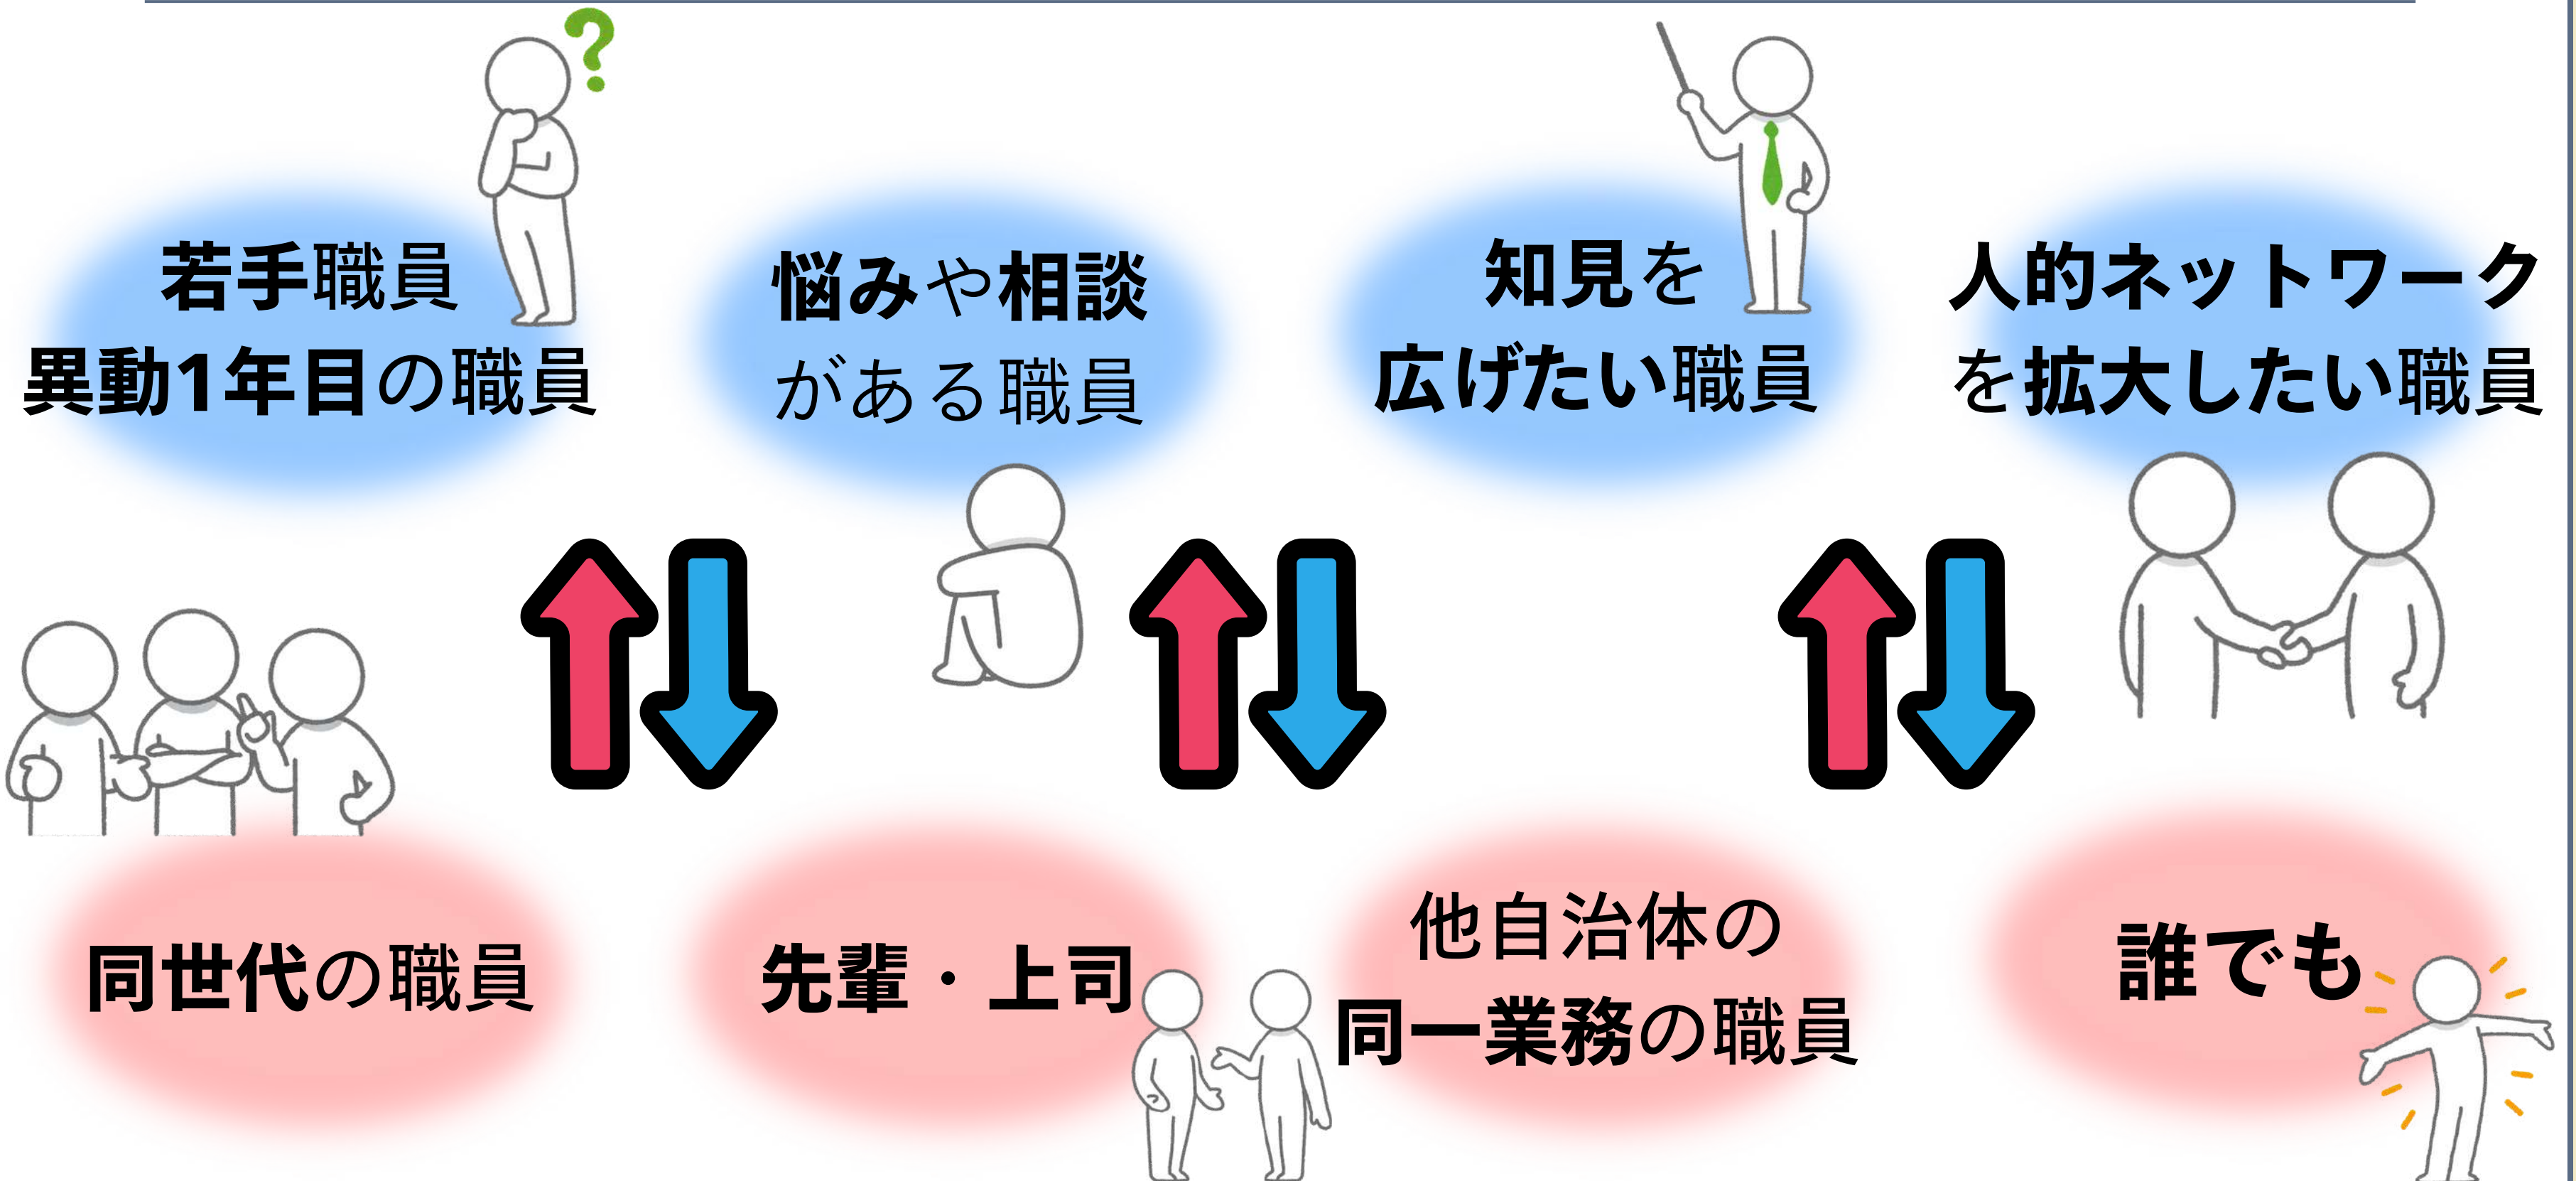 若手職員
異動1年目の職員
悩みや相談
がある職員
知見を
広げたい職員
人的ネットワーク
を拡大したい職員
同世代の職員
先輩・上司
他自治体の
同一業務の職員
誰でも